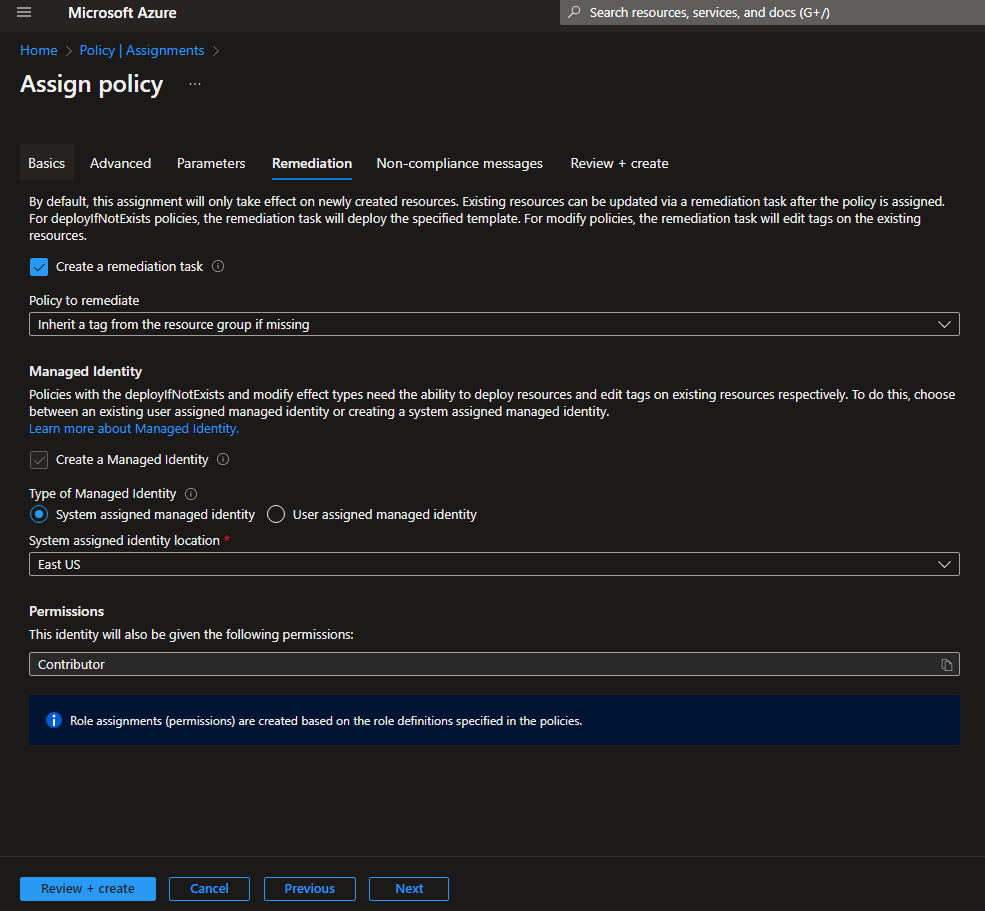 Microsoft Azure
Search resources, services, and docs (G+/)
Home > Policy | Assignments >
Assign policy ...
Basics Advanced Parameters Remediation Non-compliance messages Review + create
By default, this assignment will only take effect on newly created resources. Existing resources can be updated via a remediation task after the policy is assigned.
For deployIfNotExists policies, the remediation task will deploy the specified template. For modify policies, the remediation task will edit tags on the existing
resources.
Create a remediation task
Policy to remediate
Inherit a tag from the resource group if missing
Managed Identity
Policies with the deployIfNotExists and modify effect types need the ability to deploy resources and edit tags on existing resources respectively. To do this, choose
between an existing user assigned managed identity or creating a system assigned managed identity.
Learn more about Managed Identity.
Create a Managed Identity
Type of Managed Identity
System assigned managed identity User assigned managed identity
System assigned identity location *
East US
Permissions
This identity will also be given the following permissions:
Contributor
Role assignments (permissions) are created based on the role definitions specified in the policies.
Review + create Cancel Previous Next